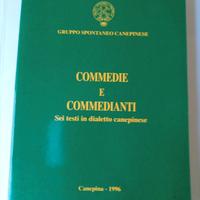 GRUPPO SPONTANEO CANEPINESE
COMMEDIE
E
COMMEDIANTI
Sei testi in dialetto canepinese
Canepina - 1996